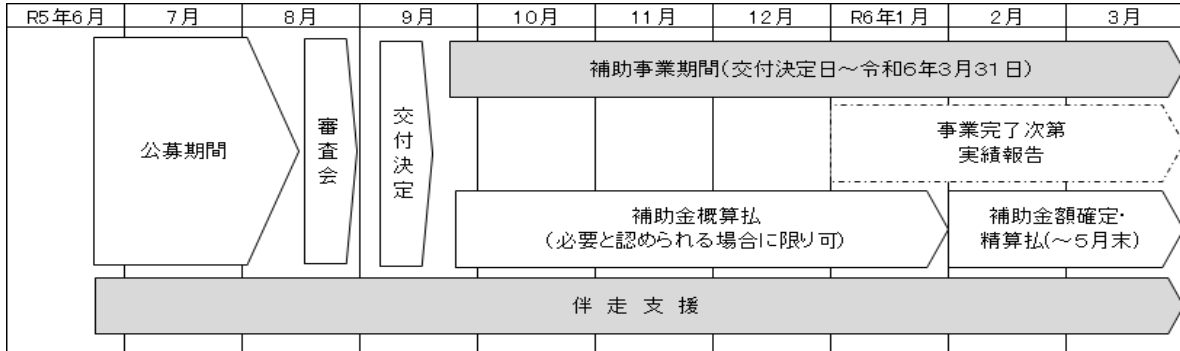 R5年6月 7月 8月 9月 10月 11月 12月 R6年1月 2月 3月
公募期間
審査会
交付決定
補助事業期間(交付決定日～令和6年3月31日)
事業完了次第
実績報告
補助金概算払
(必要と認められる場合に限り可)
補助金額確定・
精算払(～5月末)
伴走支援